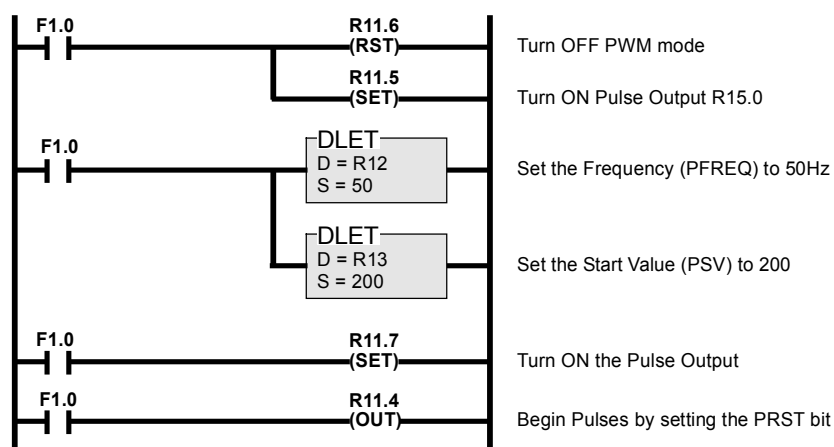 F1.0 R11.6
(RST) Turn OFF PWM mode
R11.5
(SET) Turn ON Pulse Output R15.0
F1.0
DLET
D = R12
S = 50
Set the Frequency (PFREQ) to 50Hz
DLET
D = R13
S = 200
Set the Start Value (PSV) to 200
F1.0 R11.7
(SET) Turn ON the Pulse Output
F1.0 R11.4
(OUT) Begin Pulses by setting the PRST bit